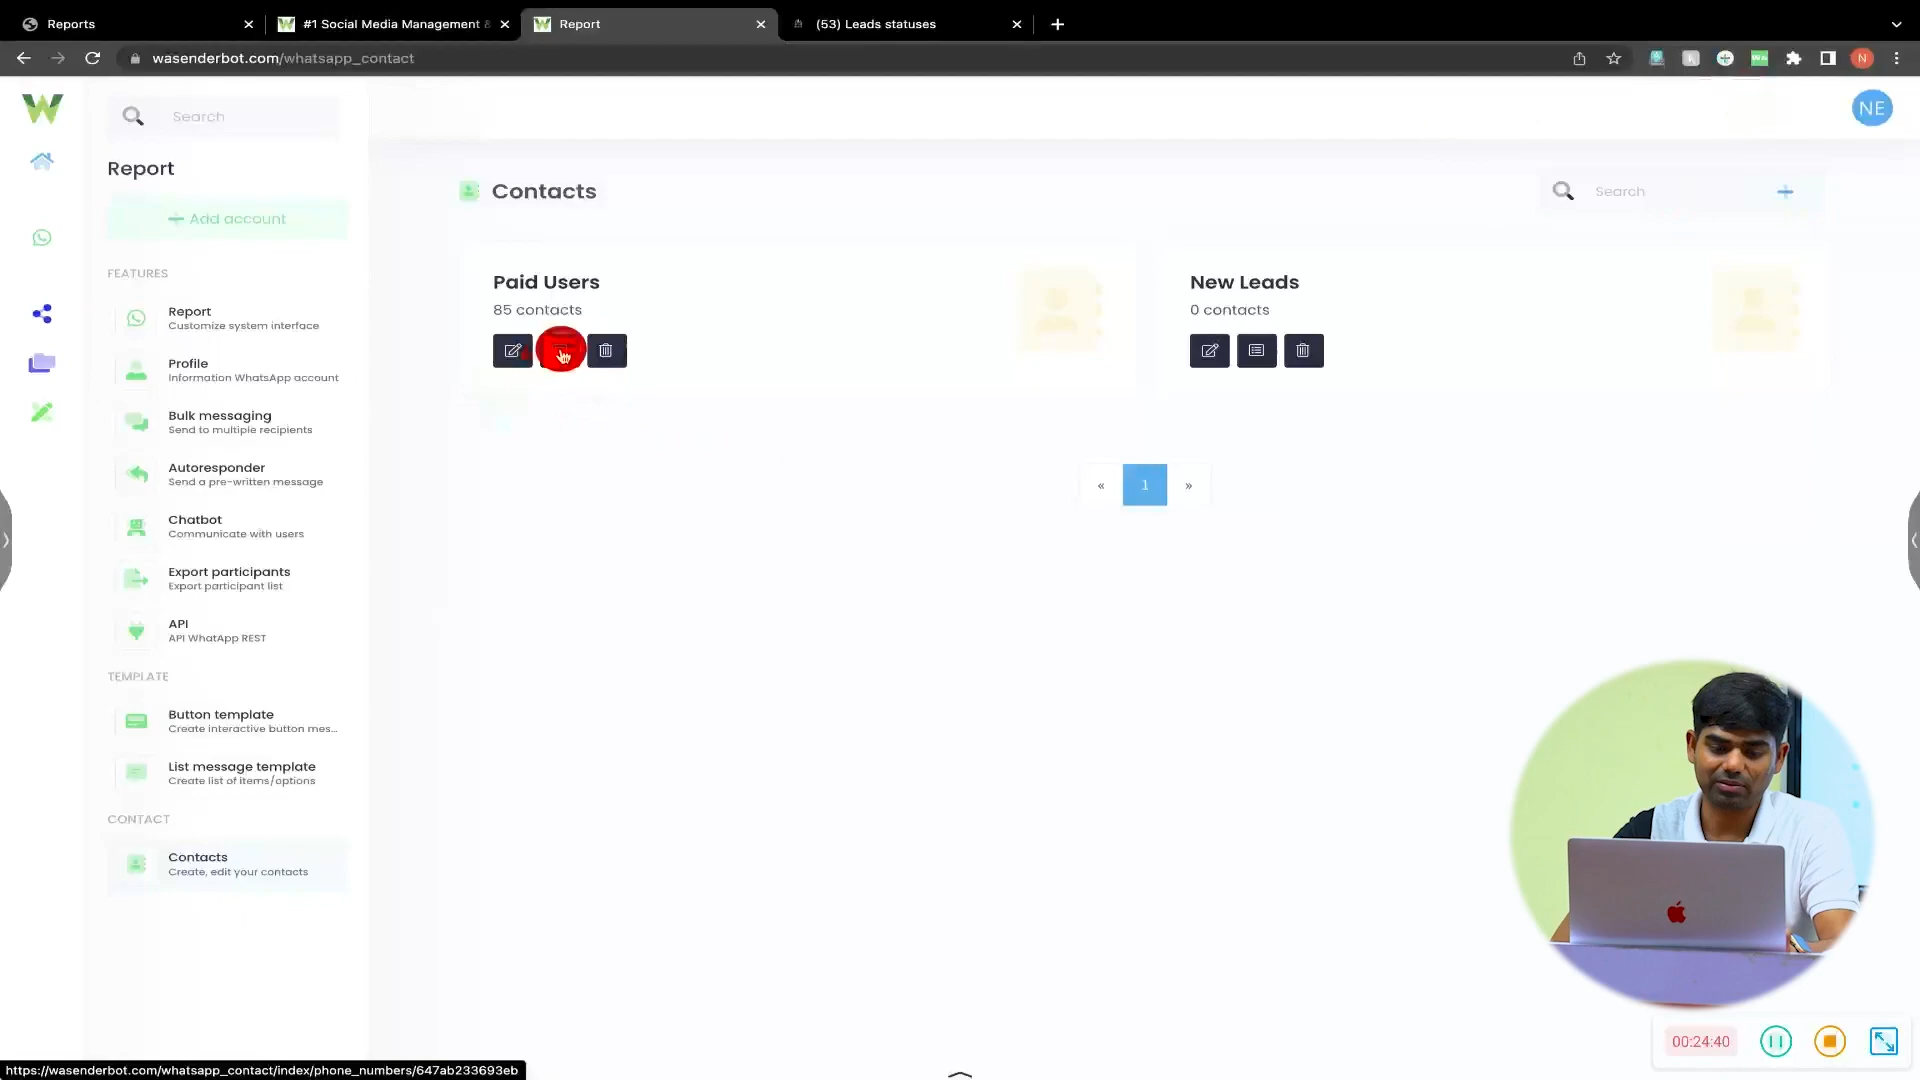 Reports
#1 Social Media Management &
Report
(53) Leads statuses
wasenderbot.com/whatsapp_contact
N
Search
NE
Report
Add account
FEATURES
Report
Customize system interface
Profile
Information WhatsApp account
Bulk messaging
Send to multiple recipients
Autoresponder
Send a pre-written message
Chatbot
Communicate with users
Export participants
Export participant list
API
API WhatApp REST
TEMPLATE
Button template
Create interactive button mes...
List message template
Create list of items/options
CONTACT
Contacts
Create, edit your contacts
Contacts
Search
Paid Users
85 contacts
New Leads
0 contacts
« 1 »
00:24:40
https://wasenderbot.com/whatsapp_contact/index/phone_numbers/647ab233693eb